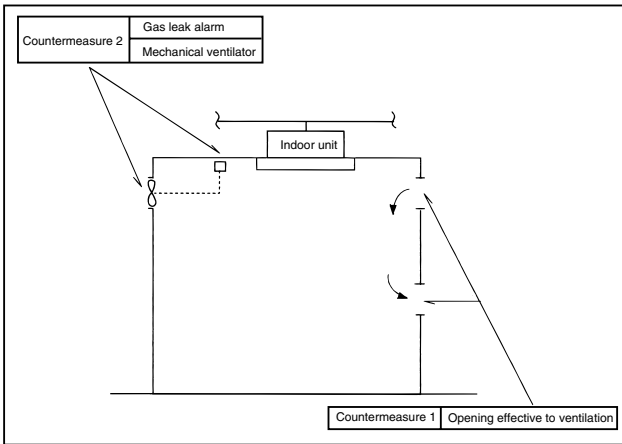 Countermeasure 2
Gas leak alarm
Mechanical ventilator
Indoor unit
Countermeasure 1
Opening effective to ventilation